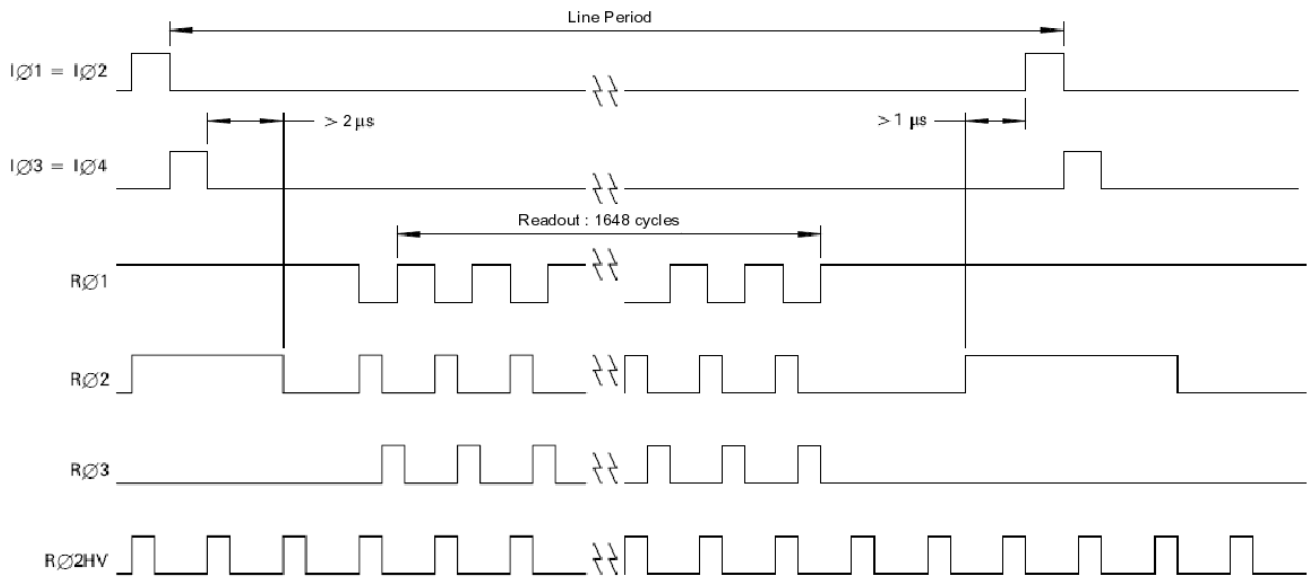 Line Period
IØ1 = IØ2
> 2 μs
> 1 μs
IØ3 = IØ4
Readout : 1648 cycles
RØ1
RØ2
RØ3
RØ2HV